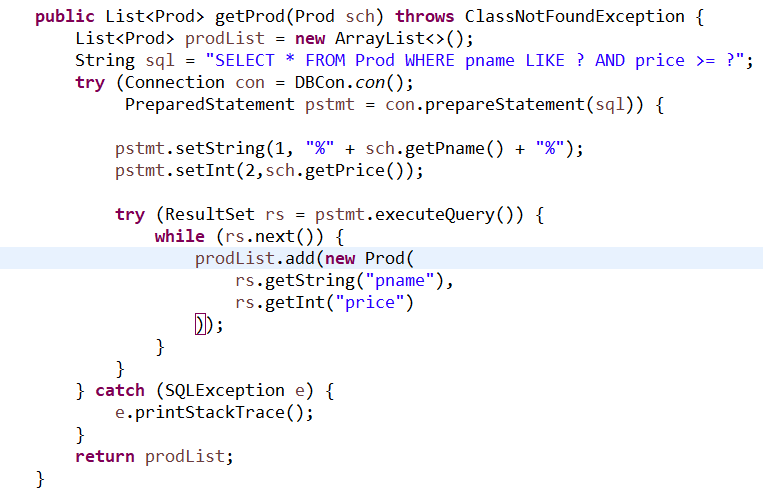 public List<Prod> getProd(Prod sch) throws ClassNotFoundException {
    List<Prod> prodList = new ArrayList<>();
    String sql = "SELECT * FROM Prod WHERE pname LIKE ? AND price >= ?";
    try (Connection con = DBCon.con();
         PreparedStatement pstmt = con.prepareStatement(sql)) {
        pstmt.setString(1, "%" + sch.getPname() + "%");
        pstmt.setInt(2,sch.getPrice());
        try (ResultSet rs = pstmt.executeQuery()) {
            while (rs.next()) {
                prodList.add(new Prod(
                    rs.getString("pname"),
                    rs.getInt("price")
                ));
            }
        }
    } catch (SQLException e) {
        e.printStackTrace();
    }
    return prodList;
}